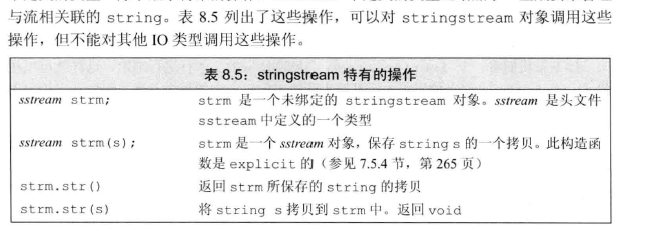 与流相关联的 string。表 8.5 列出了这些操作，可以对 stringstream 对象调用这些
操作，但不能对其他 IO 类型调用这些操作。
表 8.5：stringstream 特有的操作
sstream strm; strm 是一个未绑定的 stringstream 对象。sstream 是头文件
sstream 中定义的一个类型
sstream strm(s); strm 是一个 sstream 对象，保存 string s 的一个拷贝。此构造函
数是 explicit 的（参见 7.5.4 节，第 265 页）
strm.str() 返回 strm 所保存的 string 的拷贝
strm.str(s) 将 string s 拷贝到 strm 中。返回 void